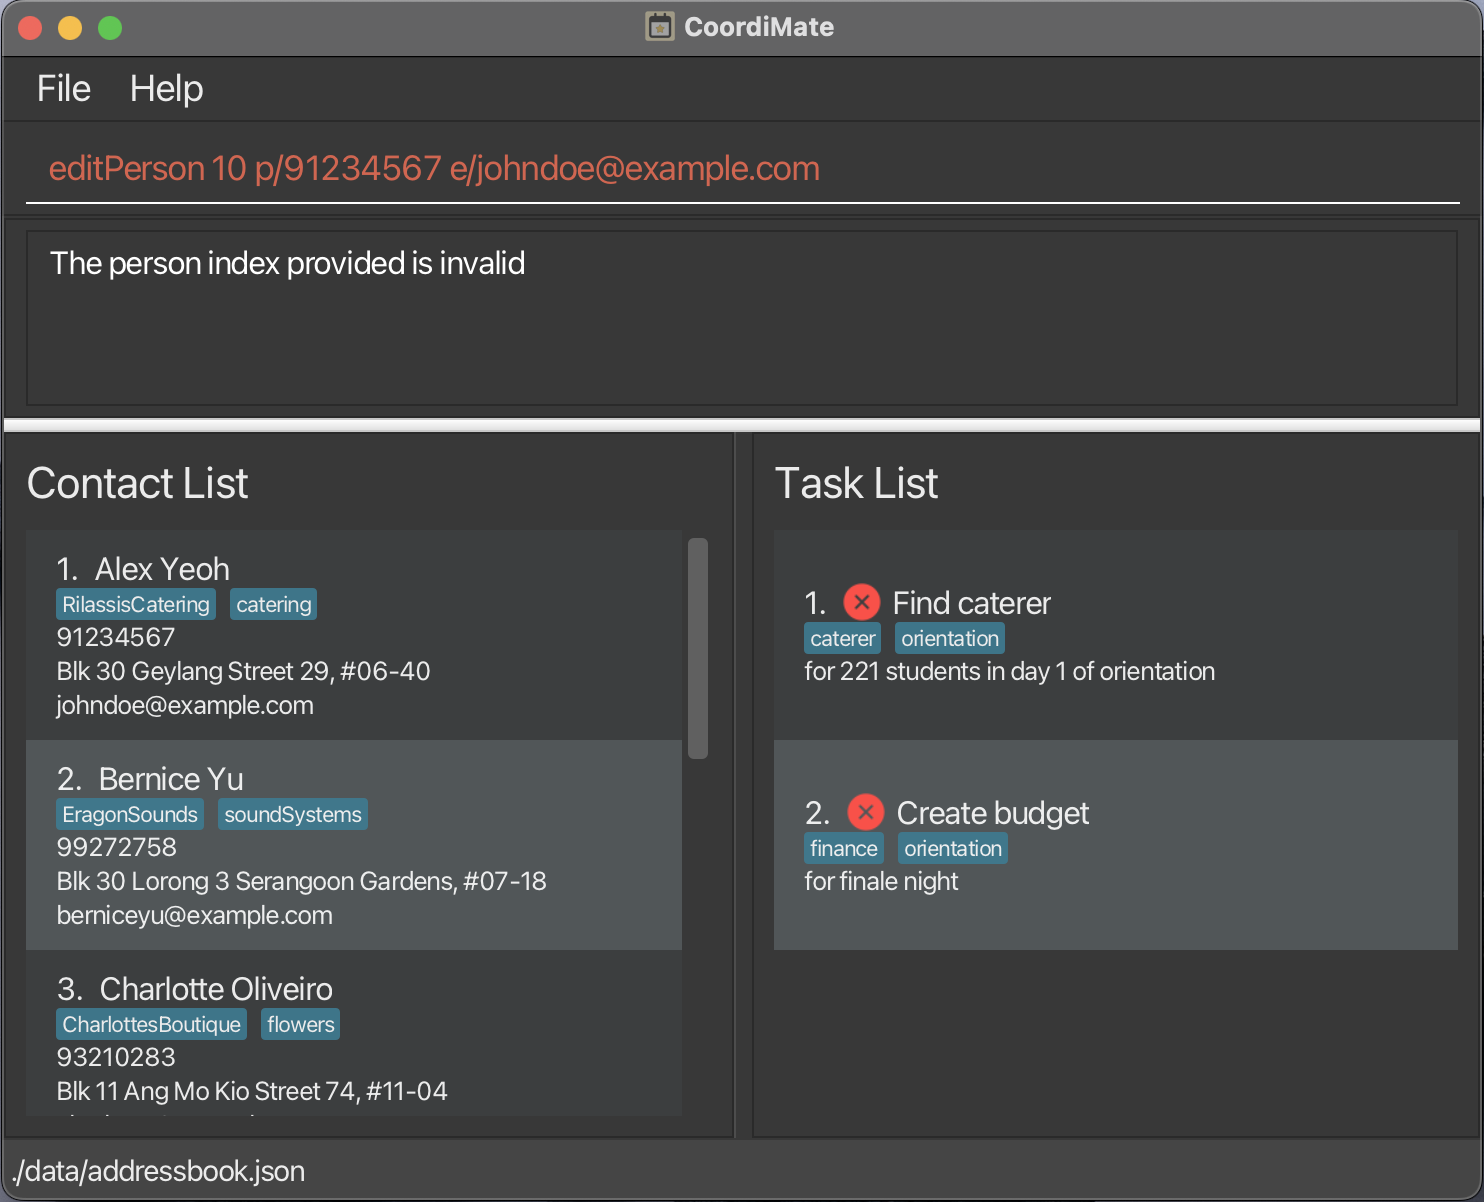 CoordiMate
File Help
editPerson 10 p/91234567 e/johndoe@example.com
The person index provided is invalid
Contact List
1. Alex Yeoh
RilassisCatering catering
91234567
Blk 30 Geylang Street 29, #06-40
johndoe@example.com
2. Bernice Yu
EragonSounds soundSystems
99272758
Blk 30 Lorong 3 Serangoon Gardens, #07-18
berniceyu@example.com
3. Charlotte Oliveiro
CharlottesBoutique flowers
93210283
Blk 11 Ang Mo Kio Street 74, #11-04
Task List
1. Find caterer
caterer orientation
for 221 students in day 1 of orientation
2. Create budget
finance orientation
for finale night
./data/addressbook.json